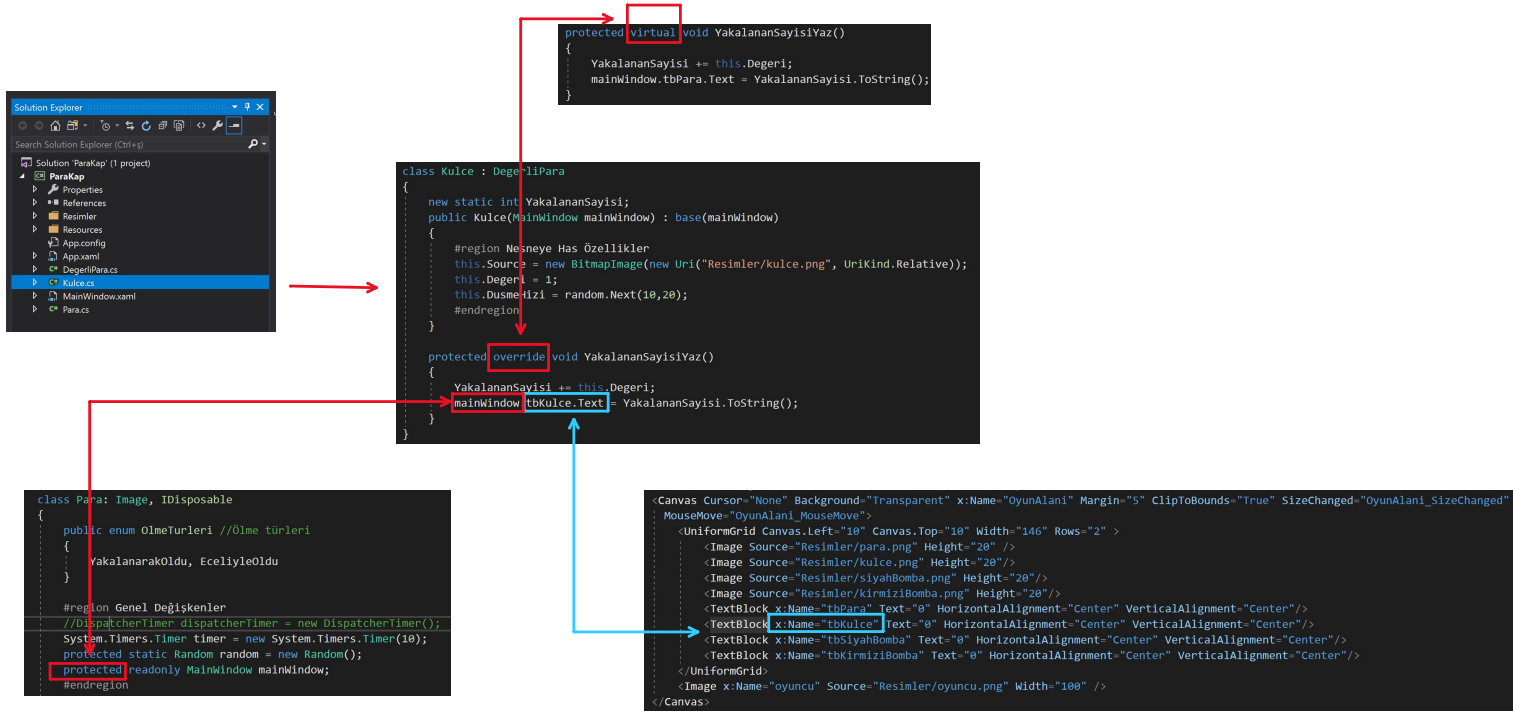 protected virtual void YakalananSayisiYaz()
{
YakalananSayisi += this.Degeri;
mainWindow.tbPara.Text = YakalananSayisi.ToString();
}
Solution Explorer
Search Solution Explorer (Ctrl+ş)
Solution 'ParaKap' (1 project)
ParaKap
Properties
References
Resimler
Resources
App.config
App.xaml
DegerliPara.cs
Kulce.cs
MainWindow.xaml
Para.cs
class Kulce : DegerliPara
{
new static int YakalananSayisi;
public Kulce(MainWindow mainWindow) : base(mainWindow)
{
#region Nesneye Has Özellikler
this.Source = new BitmapImage(new Uri("Resimler/kulce.png", UriKind.Relative));
this.Degeri = 1;
this.DusmeHizi = random.Next(10,20);
#endregion
}
protected override void YakalananSayisiYaz()
{
YakalananSayisi += this.Degeri;
mainWindow.tbKulce.Text = YakalananSayisi.ToString();
}
}
class Para: Image, IDisposable
{
public enum OlmeTurleri //Ölme türleri
{
YakalanarakOldu, EceliyleOldu
}
#region Genel Değişkenler
//DispatcherTimer dispatcherTimer = new DispatcherTimer();
System.Timers.Timer timer = new System.Timers.Timer(10);
protected static Random random = new Random();
protected readonly MainWindow mainWindow;
#endregion
<Canvas Cursor="None" Background="Transparent" x:Name="OyunAlani" Margin="5" ClipToBounds="True" SizeChanged="OyunAlani_SizeChanged"
MouseMove="OyunAlani_MouseMove">
<UniformGrid Canvas.Left="10" Canvas.Top="10" Width="146" Rows="2" >
<Image Source="Resimler/para.png" Height="20" />
<Image Source="Resimler/kulce.png" Height="20"/>
<Image Source="Resimler/siyahBomba.png" Height="20"/>
<Image Source="Resimler/kirmiziBomba.png" Height="20"/>
<TextBlock x:Name="tbPara" Text="0" HorizontalAlignment="Center" VerticalAlignment="Center"/>
<TextBlock x:Name="tbKulce" Text="0" HorizontalAlignment="Center" VerticalAlignment="Center"/>
<TextBlock x:Name="tbSiyahBomba" Text="0" HorizontalAlignment="Center" VerticalAlignment="Center"/>
<TextBlock x:Name="tbKirmiziBomba" Text="0" HorizontalAlignment="Center" VerticalAlignment="Center"/>
</UniformGrid>
<Image x:Name="oyuncu" Source="Resimler/oyuncu.png" Width="100" />
</Canvas>